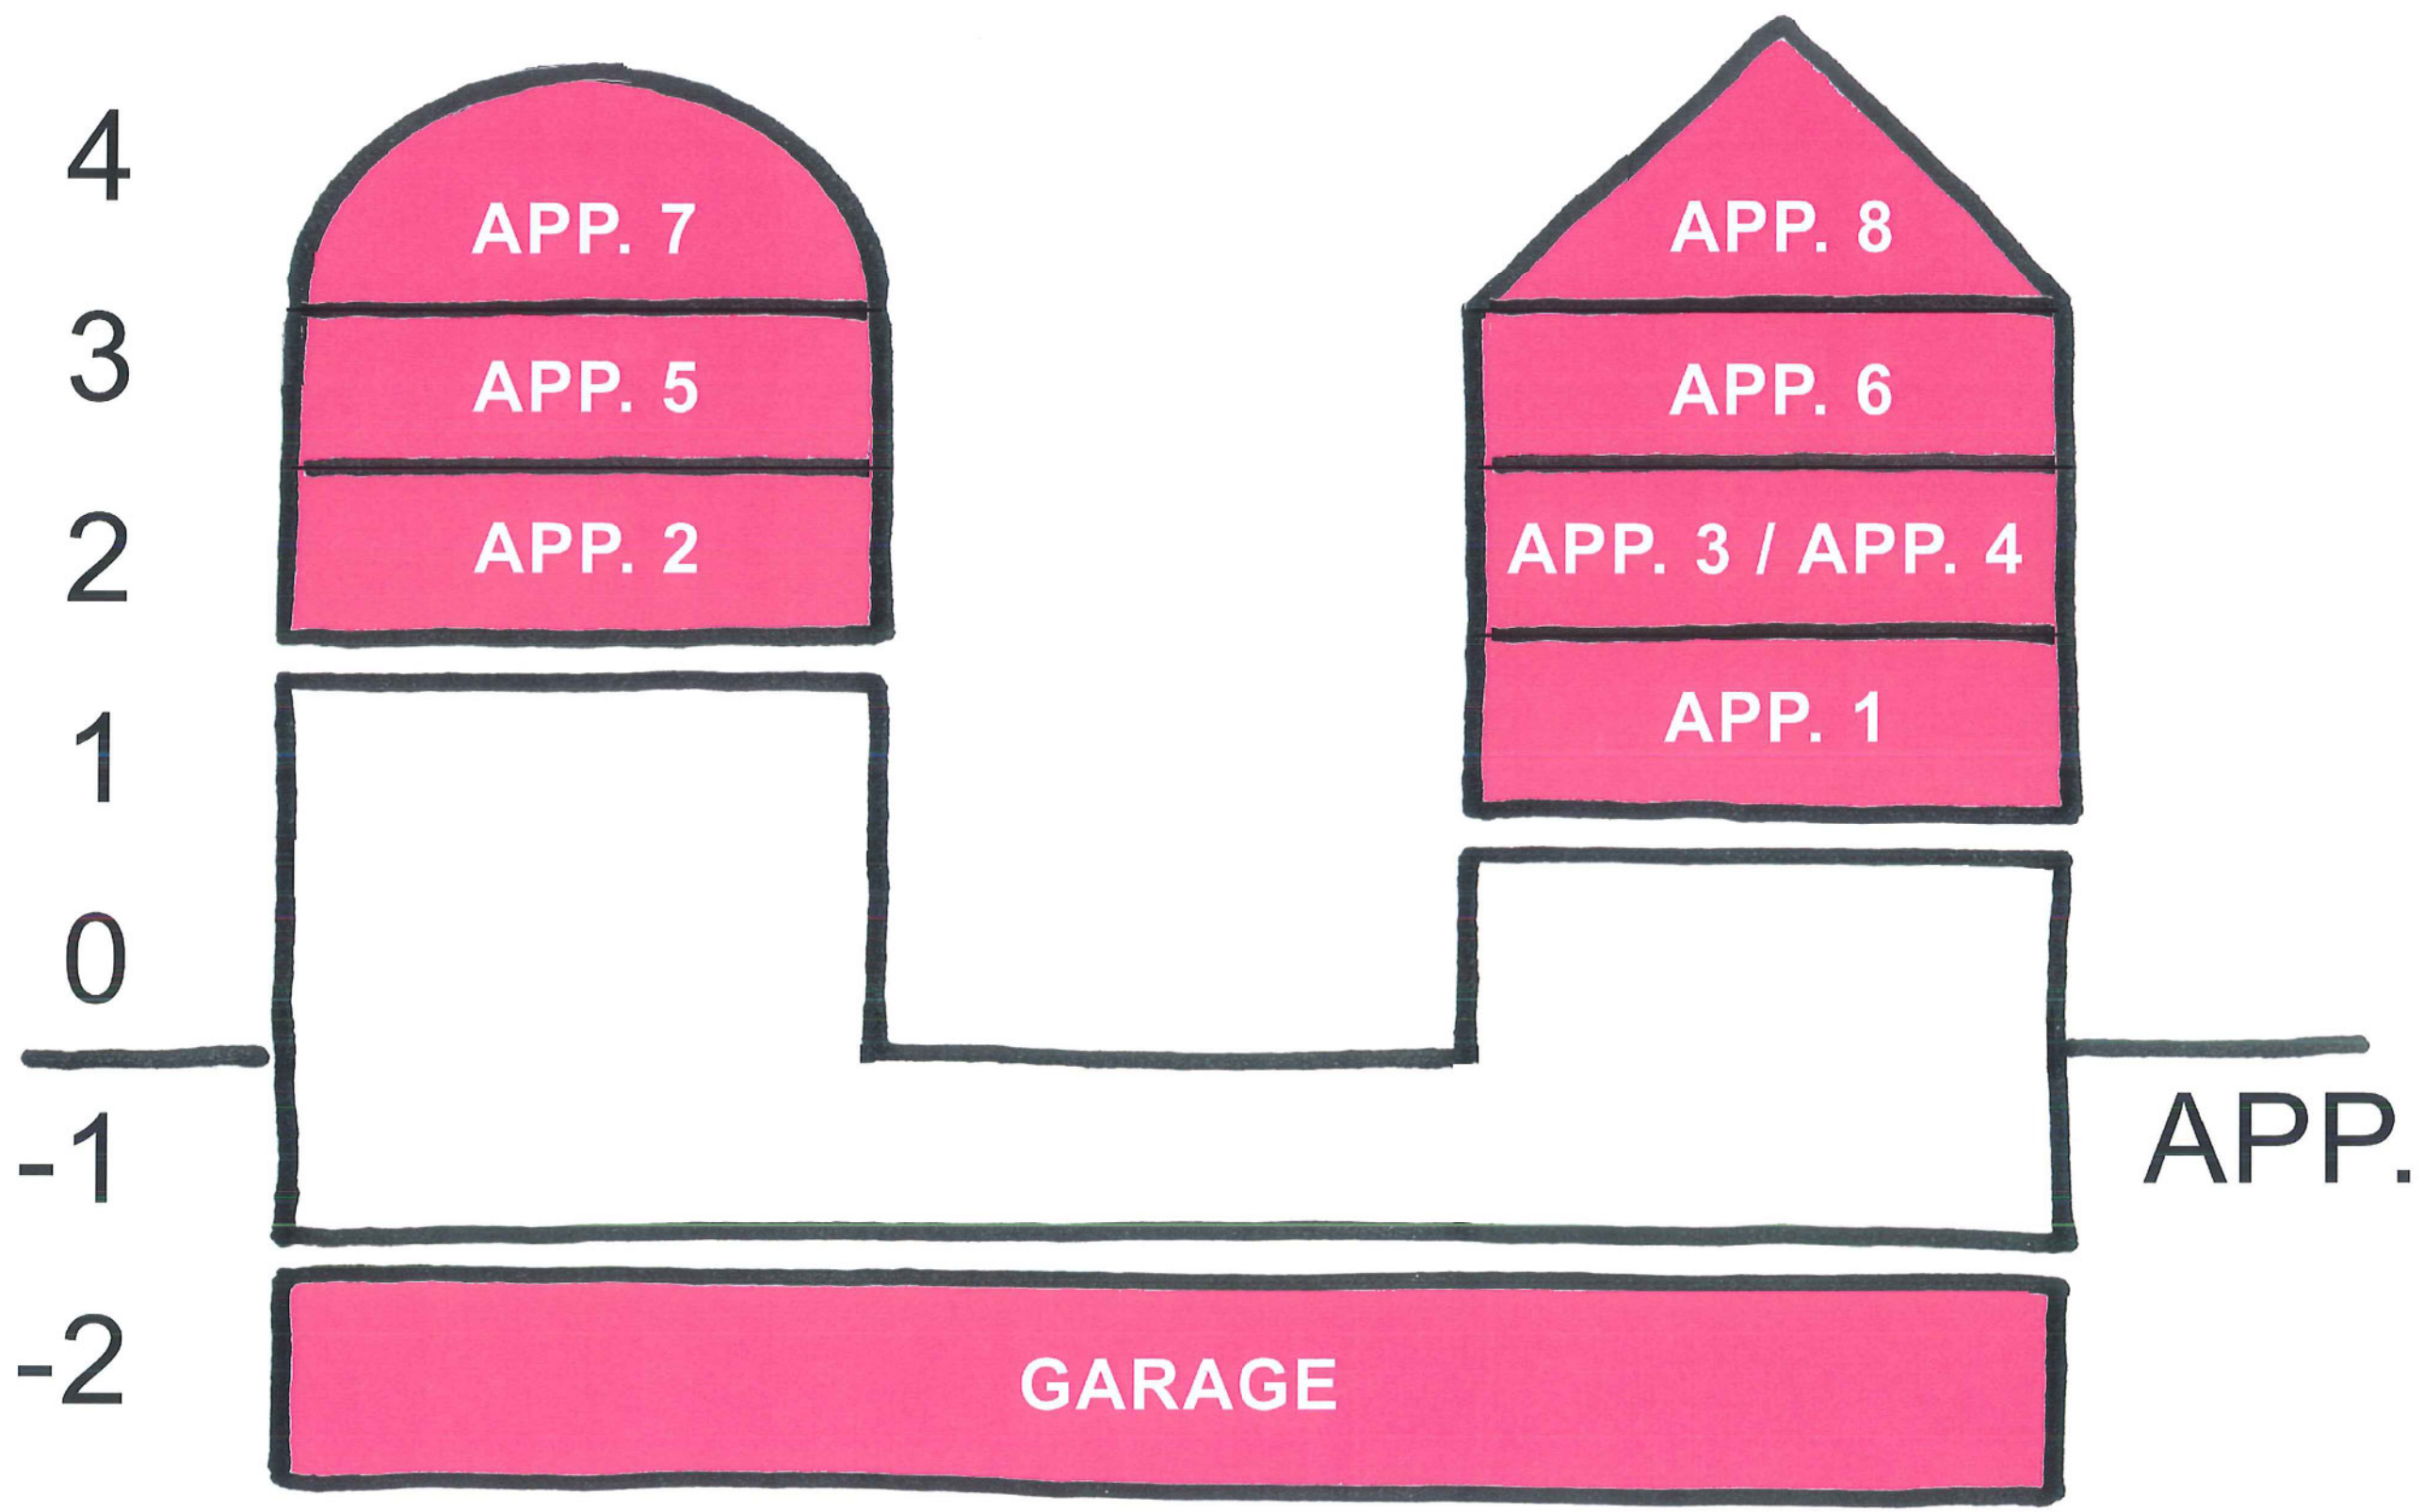 4
APP. 7
APP. 8
3
APP. 5
APP. 6
2
APP. 2
APP. 3 / APP. 4
1
APP. 1
0
-1
APP.
-2
GARAGE